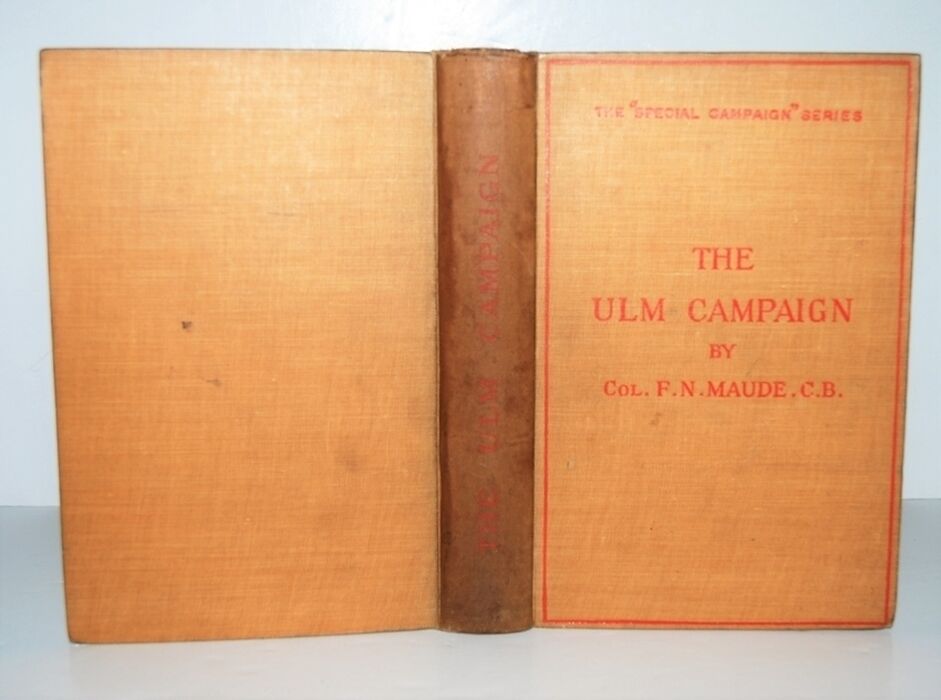 THE ULM CAMPAIGN
THE "SPECIAL CAMPAIGN" SERIES
THE
ULM CAMPAIGN
BY
COL. F.N.MAUDE.C.B.